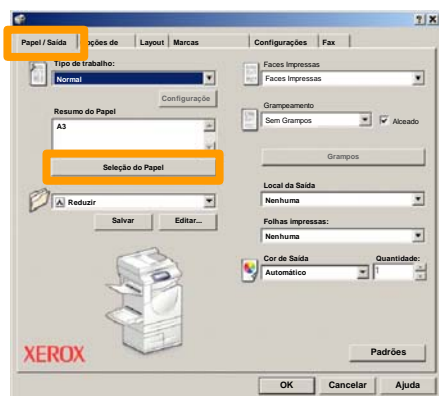 Papel / Saída
pções de
Layout
Marcas
Configurações
Fax
Tipo de trabalho:
Normal
Configuraçõe
Resumo do Papel
A3
Seleção do Papel
A Reduzir
Salvar
Editar...
XEROX
Faces Impressas
Faces Impressas
Grampeamento
Sem Grampos
Alceado
Grampos
Local da Saída
Nenhuma
Folhas impressas:
Nenhuma
Cor de Saída
Quantidade:
Automático
1
Padrões
OK
Cancelar
Ajuda